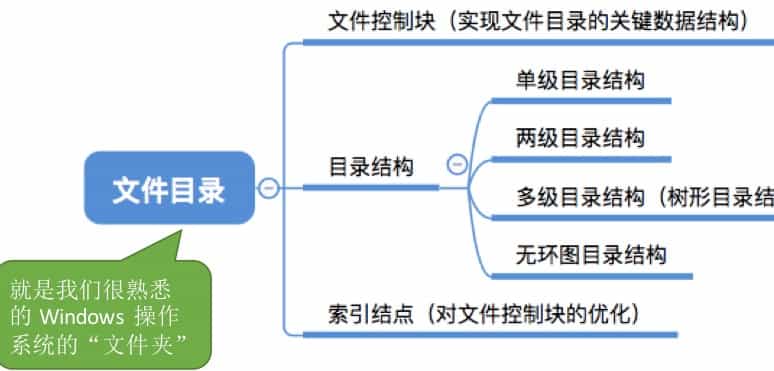 文件控制块（实现文件目录的关键数据结构）
单级目录结构
两级目录结构
目录结构
文件目录
多级目录结构（树形目录结
无环图目录结构
就是我们很熟悉
的 Windows 操作
系统的“文件夹”
索引结点（对文件控制块的优化）